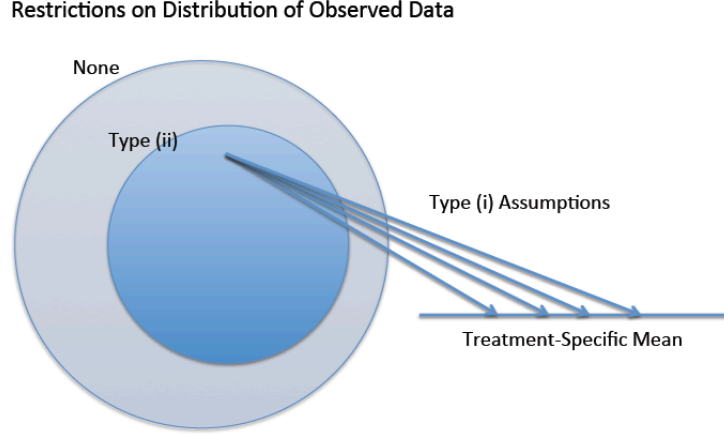 Restrictions on Distribution of Observed Data
None
Type (ii)
Type (i) Assumptions
Treatment-Specific Mean